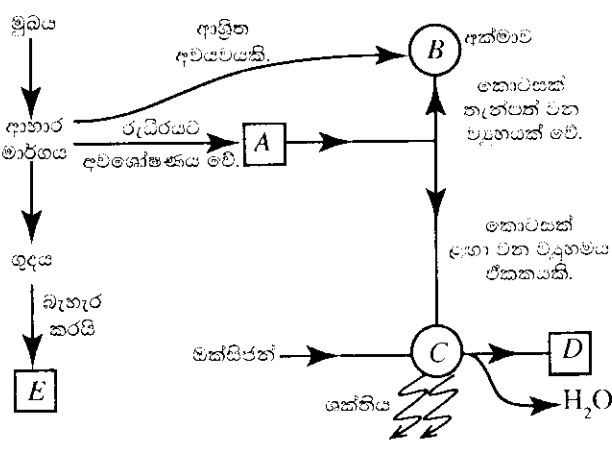 මුඛය
ආශ්‍රිත
අවයවයකි.
B
අක්මාව
කොටසක්
තැන්පත් වන
ව්‍යුහයක් වේ.
ආහාර
මාර්ගය
රුධිරයට
අවශෝෂණය වේ.
A
ගුදය
කොටසක්
ළඟා වන ව්‍යුහමය
ඒකකයකි.
බැහැර
කරයි
ඔක්සිජන්
C
D
E
ශක්තිය
H₂O